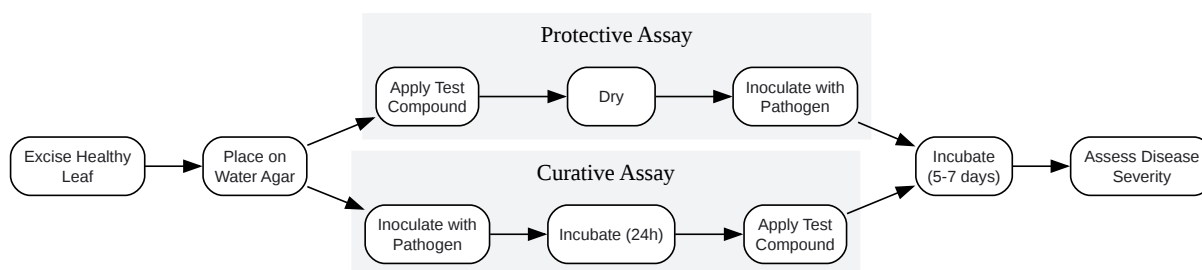 Protective Assay
Apply Test
Compound
Dry
Inoculate with
Pathogen
Excise Healthy
Leaf
Place on
Water Agar
Incubate
(5-7 days)
Assess Disease
Severity
Curative Assay
Inoculate with
Pathogen
Incubate (24h)
Apply Test
Compound